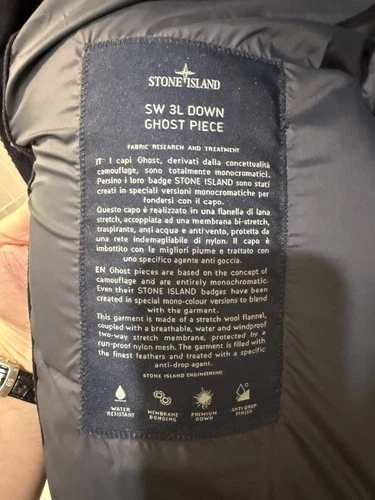 STONE ISLAND
SW 3L DOWN
GHOST PIECE
FABRIC RESEARCH AND TREATMENT
IT I capi Ghost, derivati dalla concettualità
camouflage, sono totalmente monocromatici.
Persino i loro badge STONE ISLAND sono stati
creati in speciali versioni monocromatiche per
fondersi con il capo.
Questo capo è realizzato in una flanella di lana
stretch, accoppiata ad una membrana bi-stretch,
traspirante, anti acqua e anti vento, protetta da
una rete indemagliabile di nylon. Il capo è
imbottito con le migliori piume e trattato con
uno specifico agente anti goccia.
EN Ghost pieces are based on the concept of
camouflage and are entirely monochromatic.
Even their STONE ISLAND badges have been
created in special mono-colour versions to blend
with the garment.
This garment is made of a stretch wool flannel,
coupled with a breathable, water and windproof
two-way stretch membrane, protected by a
run-proof nylon mesh. The garment is filled with
the finest feathers and treated with a specific
anti-drop agent.
STONE ISLAND ENGINEERING
WATER
RESISTANT
MEMBRANE
BONDING
PREMIUM
DOWN
ANTI-DROP
FINISH